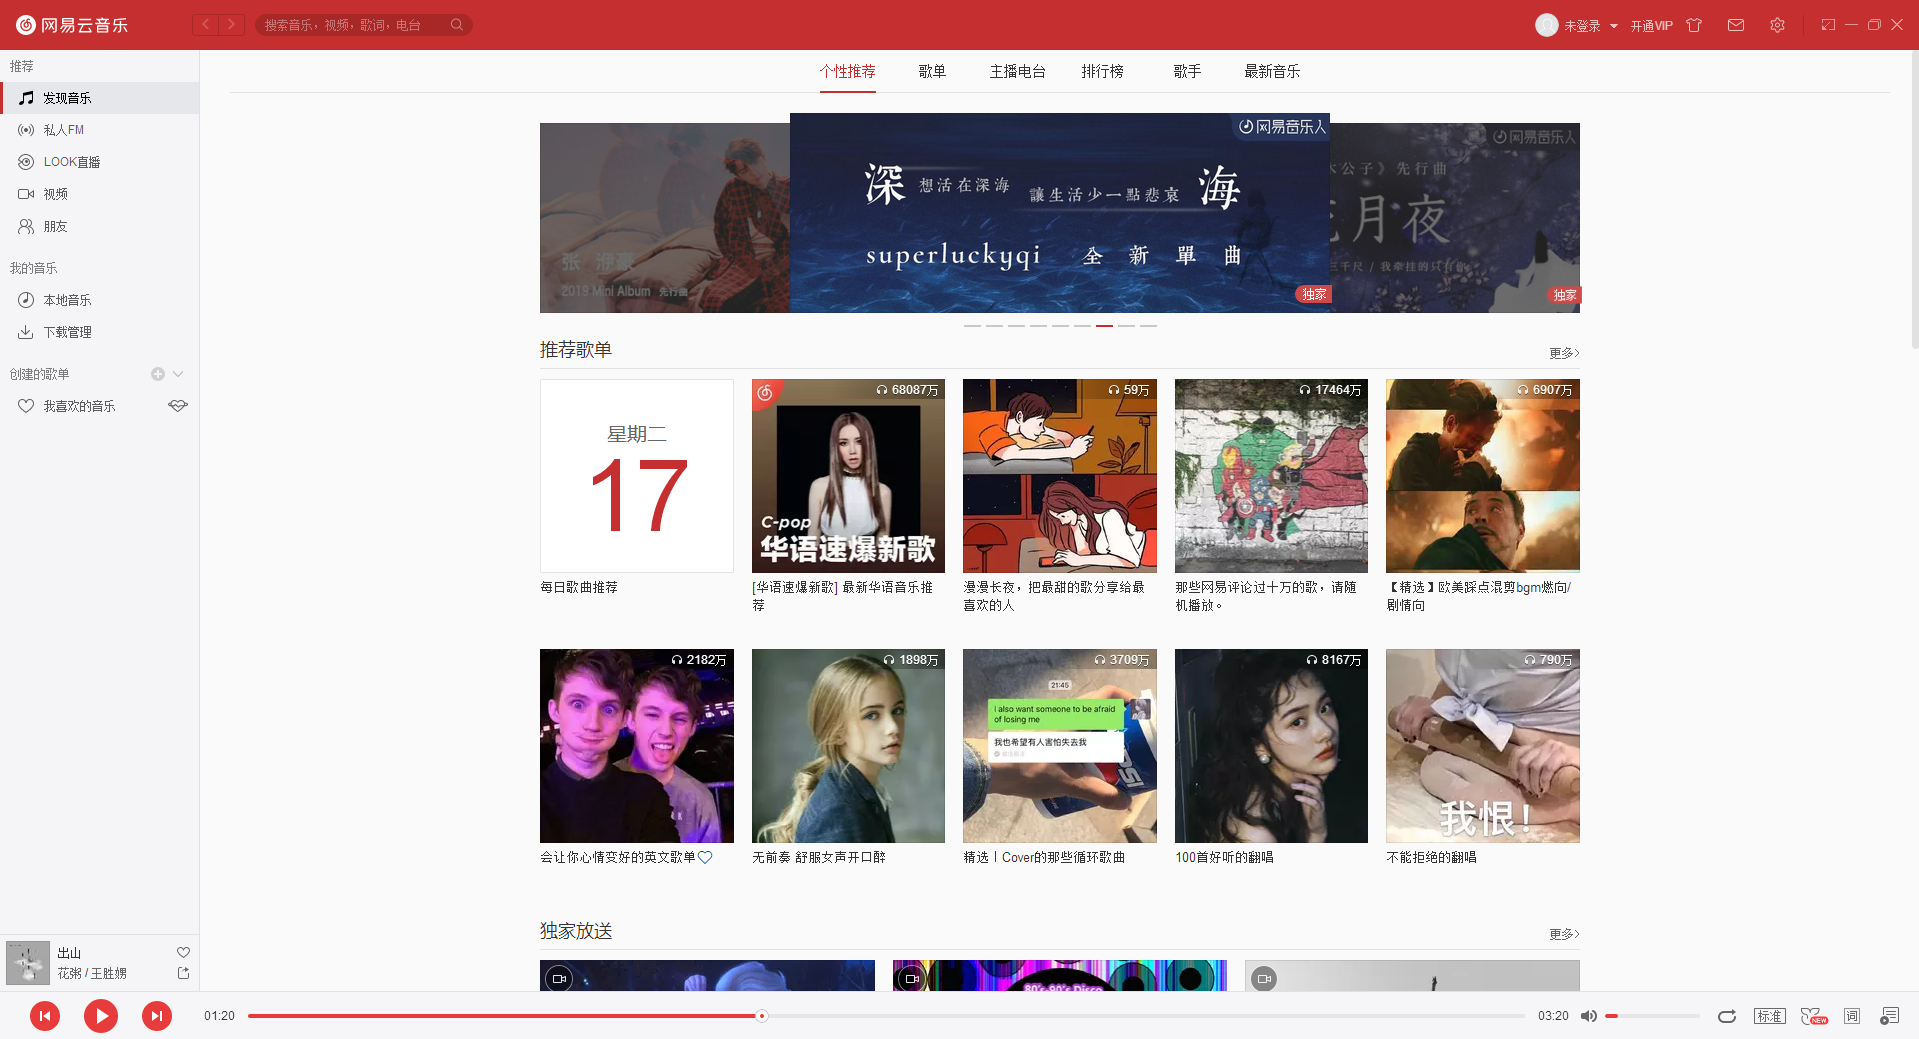 网易云音乐
搜索音乐，视频，歌词，电台
未登录
开通VIP
推荐
发现音乐
私人FM
LOOK直播
视频
朋友
我的音乐
本地音乐
下载管理
创建的歌单
我喜欢的音乐
个性推荐 歌单 主播电台 排行榜 歌手 最新音乐
2019 Mini Album 先行曲
网易音乐人
深 想活在深海 讓生活少一點悲哀 海
superluckyqi 全新單曲
独家
网易音乐人
木公子》先行曲
花月夜
独家
推荐歌单
更多>
星期二
17
每日歌曲推荐
68087万
C-pop
华语速爆新歌
[华语速爆新歌] 最新华语音乐推
荐
59万
漫漫长夜，把最甜的歌分享给最
喜欢的人
17464万
那些网易评论过十万的歌，请随
机播放。
6907万
【精选】欧美踩点混剪bgm燃向/
剧情向
2182万
会让你心情变好的英文歌单♡
1898万
无前奏 舒服女声开口醉
3709万
21:45
i also want someone to be afraid
of losing me
我也希望有人害怕失去我
精选丨Cover的那些循环歌曲
8167万
100首好听的翻唱
790万
我恨！
不能拒绝的翻唱
独家放送
更多>
80's-90's Disco
出山
花粥 / 王胜娚
01:20
03:20
标准
NEW
词